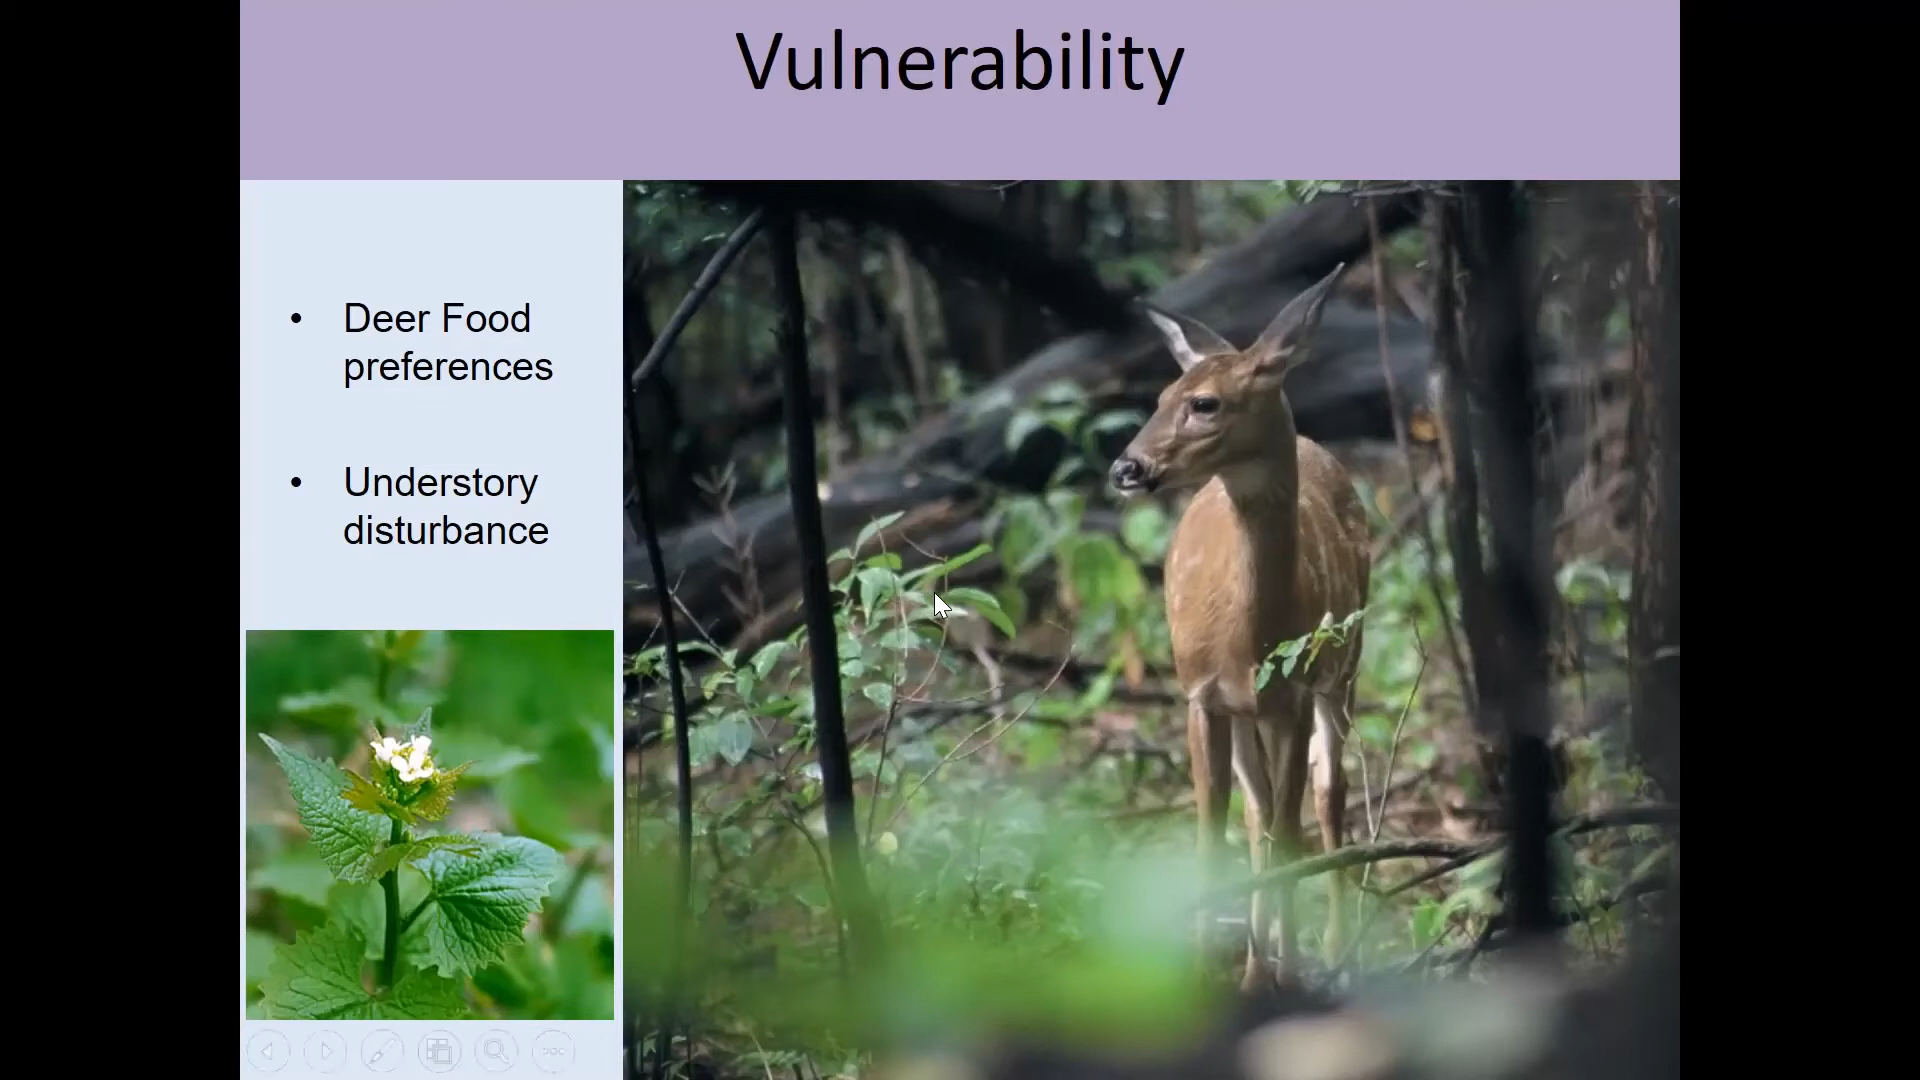 Vulnerability
• Deer Food
preferences
• Understory
disturbance